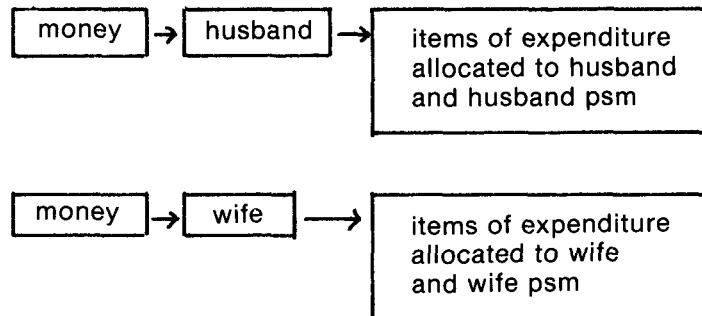 money husband items of expenditure
allocated to husband
and husband psm
money wife items of expenditure
allocated to wife
and wife psm